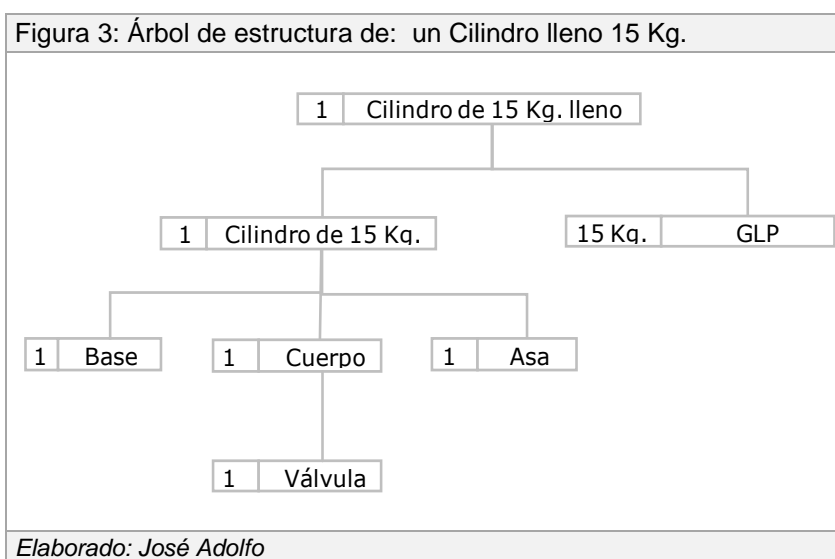 Figura 3: Árbol de estructura de: un Cilindro lleno 15 Kg.
1 Cilindro de 15 Kg. lleno
1 Cilindro de 15 Kg.
15 Kg. GLP
1 Base
1 Cuerpo
1 Asa
1 Válvula
Elaborado: José Adolfo